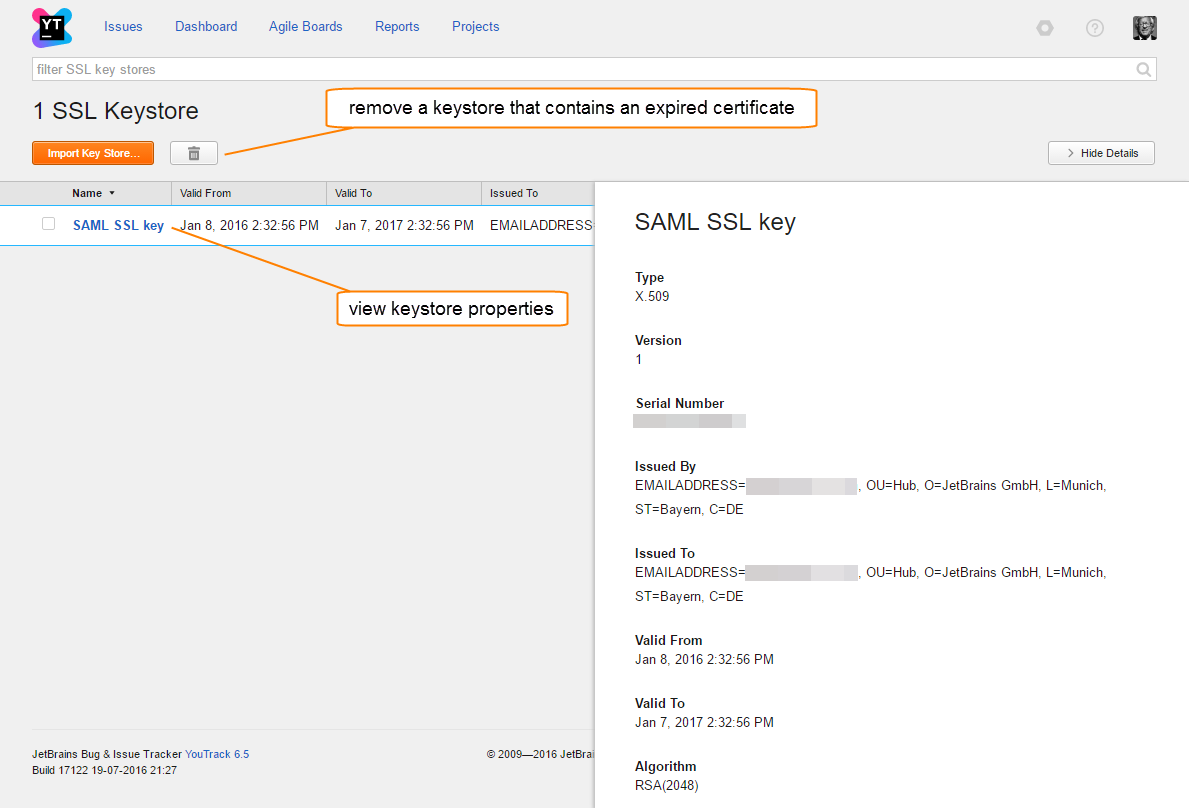 YT
Issues Dashboard Agile Boards Reports Projects
filter SSL key stores
1 SSL Keystore
remove a keystore that contains an expired certificate
Import Key Store...
Hide Details
Name Valid From Valid To Issued To
SAML SSL key Jan 8, 2016 2:32:56 PM Jan 7, 2017 2:32:56 PM EMAILADDRESS=
view keystore properties
SAML SSL key
Type
X.509
Version
1
Serial Number
Issued By
EMAILADDRESS= , OU=Hub, O=JetBrains GmbH, L=Munich,
ST=Bayern, C=DE
Issued To
EMAILADDRESS= , OU=Hub, O=JetBrains GmbH, L=Munich,
ST=Bayern, C=DE
Valid From
Jan 8, 2016 2:32:56 PM
Valid To
Jan 7, 2017 2:32:56 PM
Algorithm
RSA(2048)
JetBrains Bug & Issue Tracker YouTrack 6.5
Build 17122 19-07-2016 21:27
© 2009—2016 JetBrai